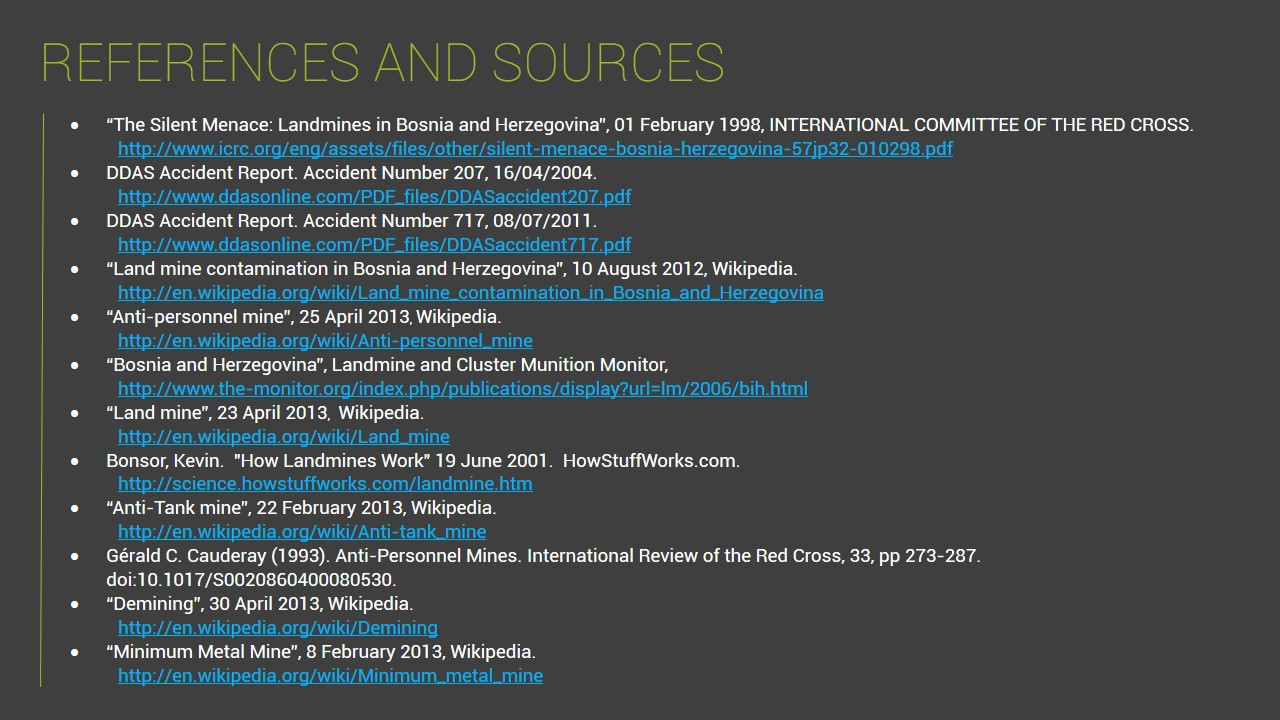 REFERENCES AND SOURCES
• “The Silent Menace: Landmines in Bosnia and Herzegovina”, 01 February 1998, INTERNATIONAL COMMITTEE OF THE RED CROSS.
http://www.icrc.org/eng/assets/files/other/silent-menace-bosnia-herzegovina-57jp32-010298.pdf
• DDAS Accident Report. Accident Number 207, 16/04/2004.
http://www.ddasonline.com/PDF_files/DDASaccident207.pdf
• DDAS Accident Report. Accident Number 717, 08/07/2011.
http://www.ddasonline.com/PDF_files/DDASaccident717.pdf
• “Land mine contamination in Bosnia and Herzegovina”, 10 August 2012, Wikipedia.
http://en.wikipedia.org/wiki/Land_mine_contamination_in_Bosnia_and_Herzegovina
• “Anti-personnel mine”, 25 April 2013, Wikipedia.
http://en.wikipedia.org/wiki/Anti-personnel_mine
• “Bosnia and Herzegovina”, Landmine and Cluster Munition Monitor,
http://www.the-monitor.org/index.php/publications/display?url=lm/2006/bih.html
• “Land mine”, 23 April 2013, Wikipedia.
http://en.wikipedia.org/wiki/Land_mine
• Bonsor, Kevin. "How Landmines Work" 19 June 2001. HowStuffWorks.com.
http://science.howstuffworks.com/landmine.htm
• “Anti-Tank mine”, 22 February 2013, Wikipedia.
http://en.wikipedia.org/wiki/Anti-tank_mine
• Gérald C. Cauderay (1993). Anti-Personnel Mines. International Review of the Red Cross, 33, pp 273-287.
doi:10.1017/S0020860400080530.
• “Demining”, 30 April 2013, Wikipedia.
http://en.wikipedia.org/wiki/Demining
• “Minimum Metal Mine”, 8 February 2013, Wikipedia.
http://en.wikipedia.org/wiki/Minimum_metal_mine